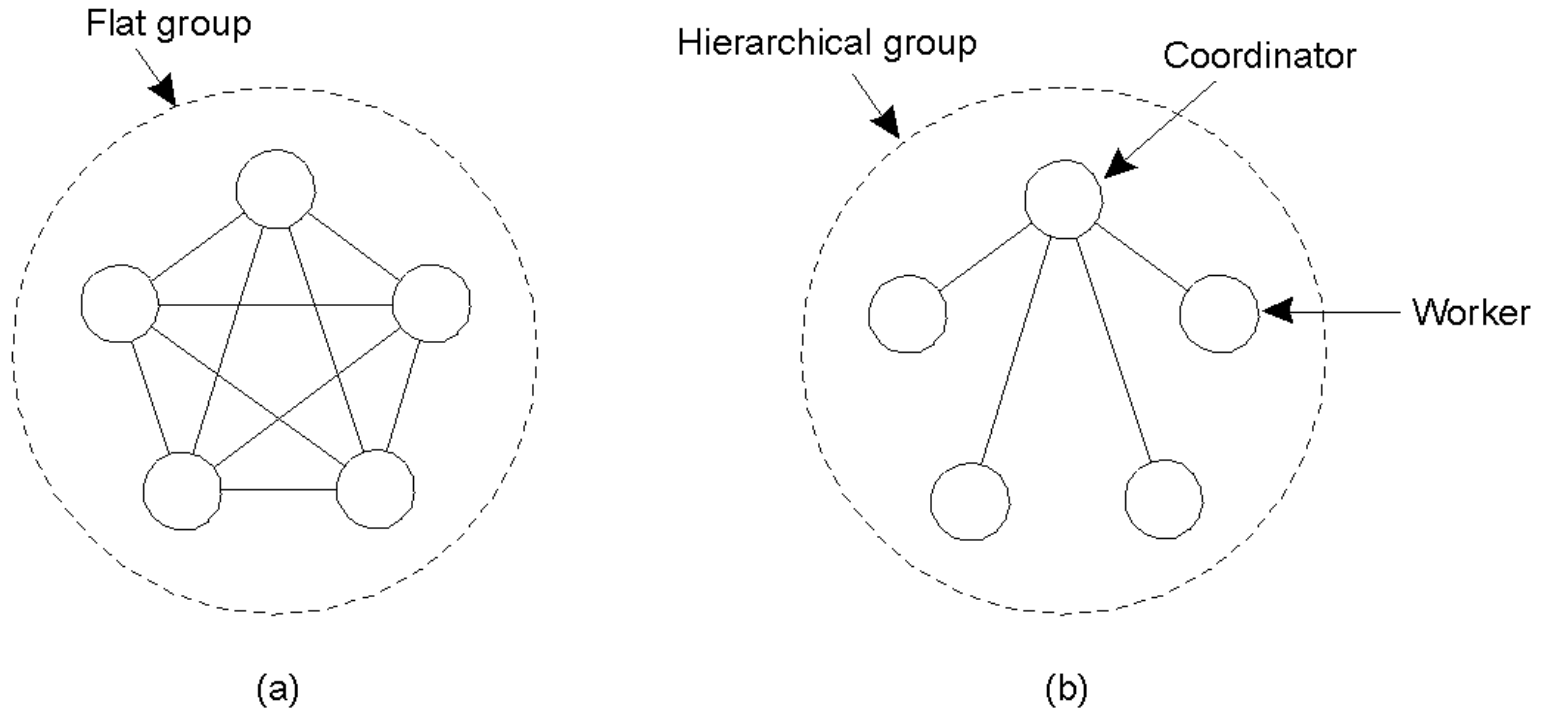 Flat group
Hierarchical group
Coordinator
Worker
(a)
(b)